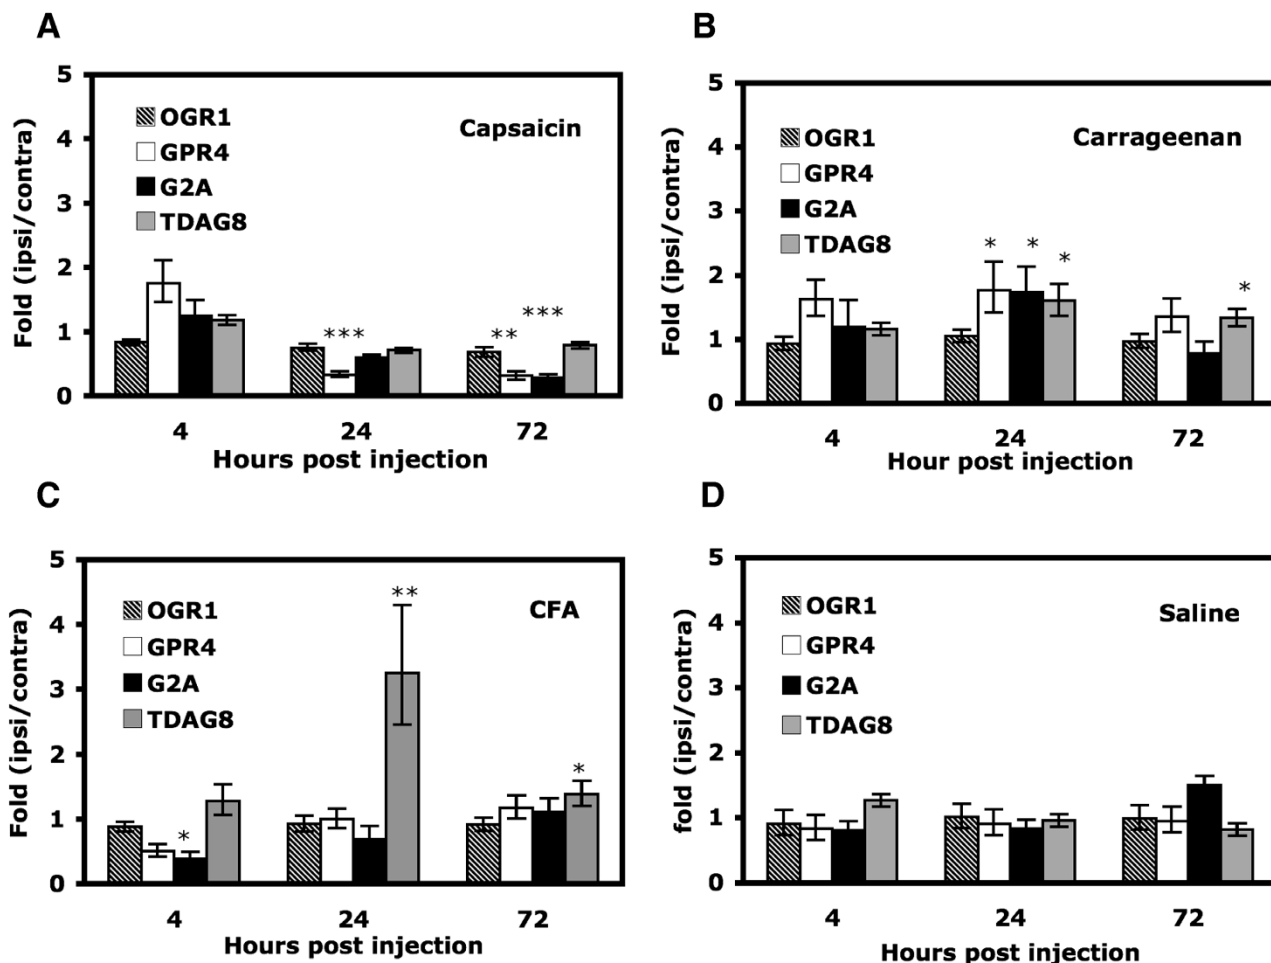 A
5
4
3
2
1
0
Fold (ipsi/contra)
OGR1
GPR4
G2A
TDAG8
Capsaicin
***
**
***
4
24
72
Hours post injection
B
5
4
3
2
1
0
Fold (ipsi/contra)
OGR1
GPR4
G2A
TDAG8
Carrageenan
*
*
*
*
4
24
72
Hour post injection
C
5
4
3
2
1
0
Fold (ipsi/contra)
OGR1
GPR4
G2A
TDAG8
CFA
*
**
*
4
24
72
Hours post injection
D
5
4
3
2
1
0
fold (ipsi/contra)
OGR1
GPR4
G2A
TDAG8
Saline
4
24
72
Hours post injection